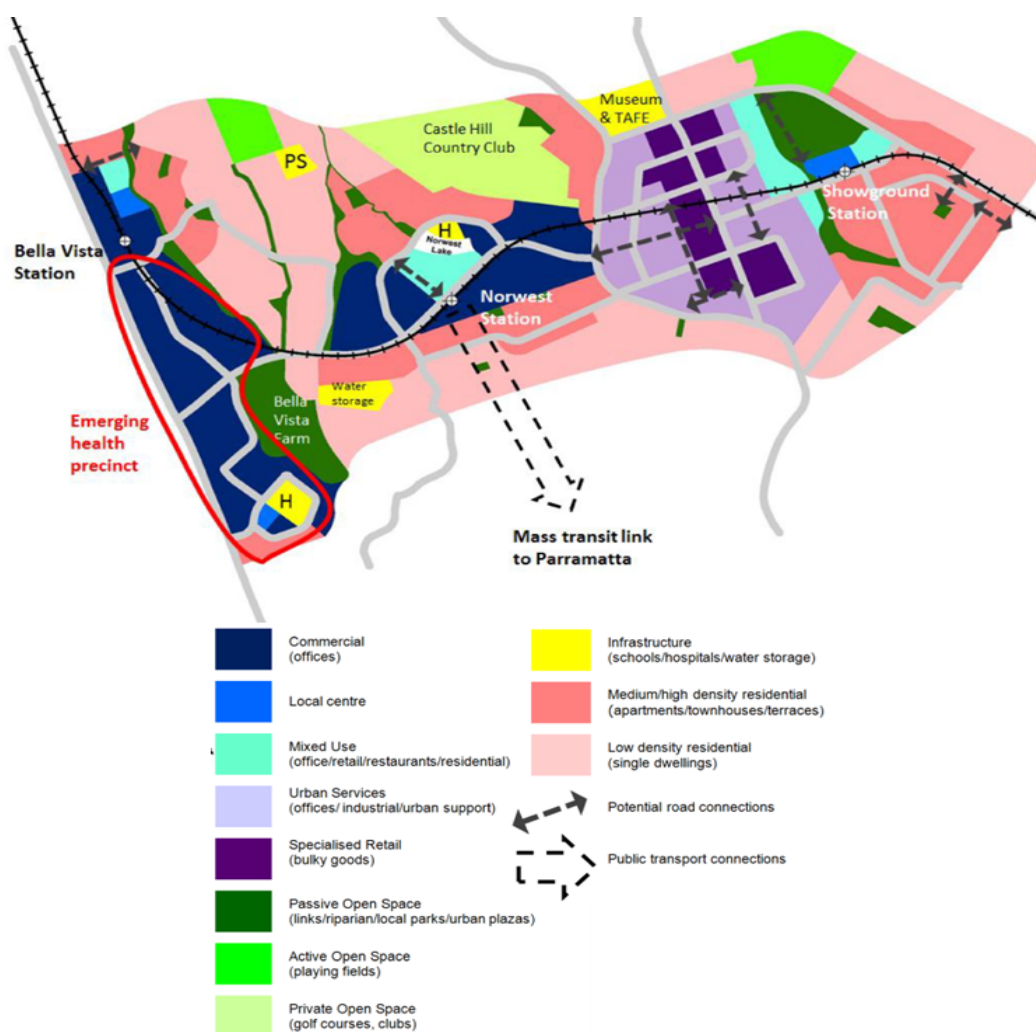 Museum
& TAFE
Castle Hill
Country Club
PS
H
Norwest
Lake
Showground
Station
Bella Vista
Station
Norwest
Station
Water
storage
Bella
Vista
Farm
Emerging
health
precinct
H
Mass transit link
to Parramatta
Commercial
(offices)
Local centre
Mixed Use
(office/retail/restaurants/residential)
Urban Services
(offices/ industrial/urban support)
Specialised Retail
(bulky goods)
Passive Open Space
(links/riparian/local parks/urban plazas)
Active Open Space
(playing fields)
Private Open Space
(golf courses, clubs)
Infrastructure
(schools/hospitals/water storage)
Medium/high density residential
(apartments/townhouses/terraces)
Low density residential
(single dwellings)
Potential road connections
Public transport connections